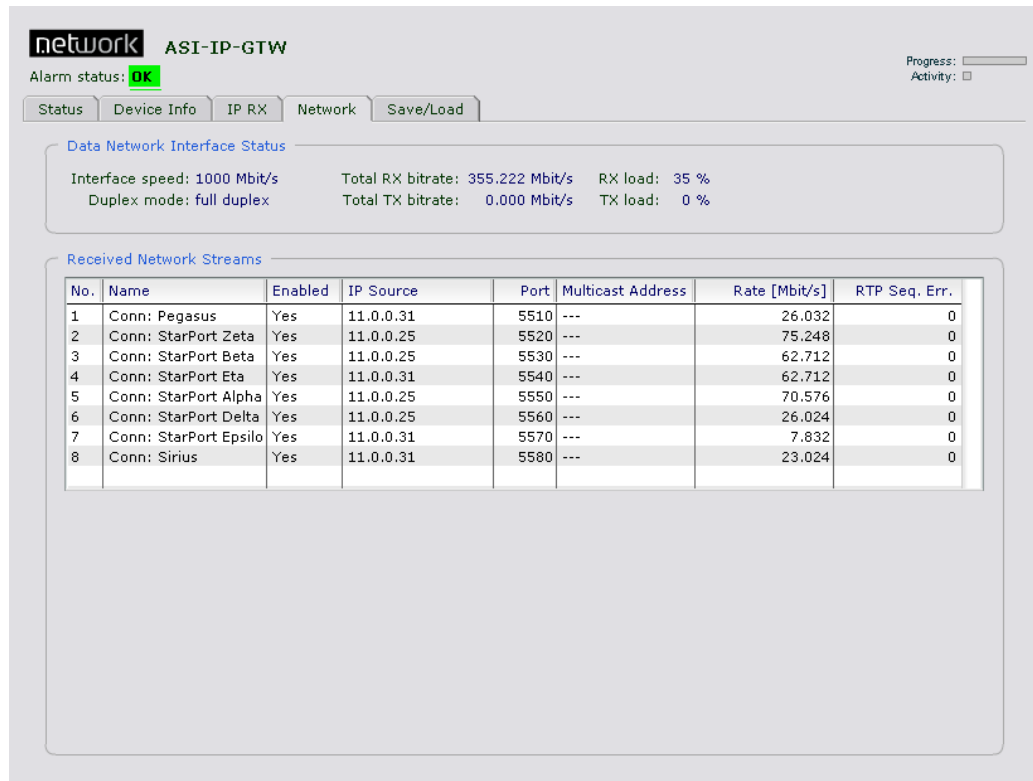 network ASI-IP-GTW
Progress:
Alarm status: OK
Activity:
Status Device Info IP RX Network Save/Load
Data Network Interface Status
Interface speed: 1000 Mbit/s Total RX bitrate: 355.222 Mbit/s RX load: 35 %
Duplex mode: full duplex Total TX bitrate: 0.000 Mbit/s TX load: 0 %
Received Network Streams
No. Name Enabled IP Source Port Multicast Address Rate [Mbit/s] RTP Seq. Err.
1 Conn: Pegasus Yes 11.0.0.31 5510 --- 26.032 0
2 Conn: StarPort Zeta Yes 11.0.0.25 5520 --- 75.248 0
3 Conn: StarPort Beta Yes 11.0.0.25 5530 --- 62.712 0
4 Conn: StarPort Eta Yes 11.0.0.31 5540 --- 62.712 0
5 Conn: StarPort Alpha Yes 11.0.0.25 5550 --- 70.576 0
6 Conn: StarPort Delta Yes 11.0.0.25 5560 --- 26.024 0
7 Conn: StarPort Epsilo Yes 11.0.0.31 5570 --- 7.832 0
8 Conn: Sirius Yes 11.0.0.31 5580 --- 23.024 0